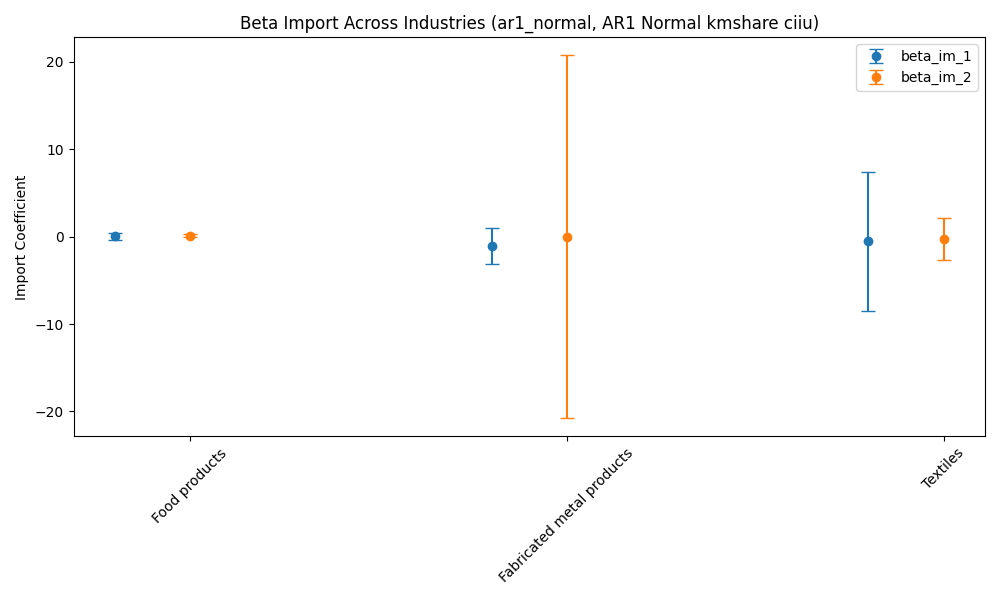 Beta Import Across Industries (ar1_normal, AR1 Normal kmshare ciiu)
beta_im_1
beta_im_2
Import Coefficient
20
10
0
−10
−20
Food products
Fabricated metal products
Textiles